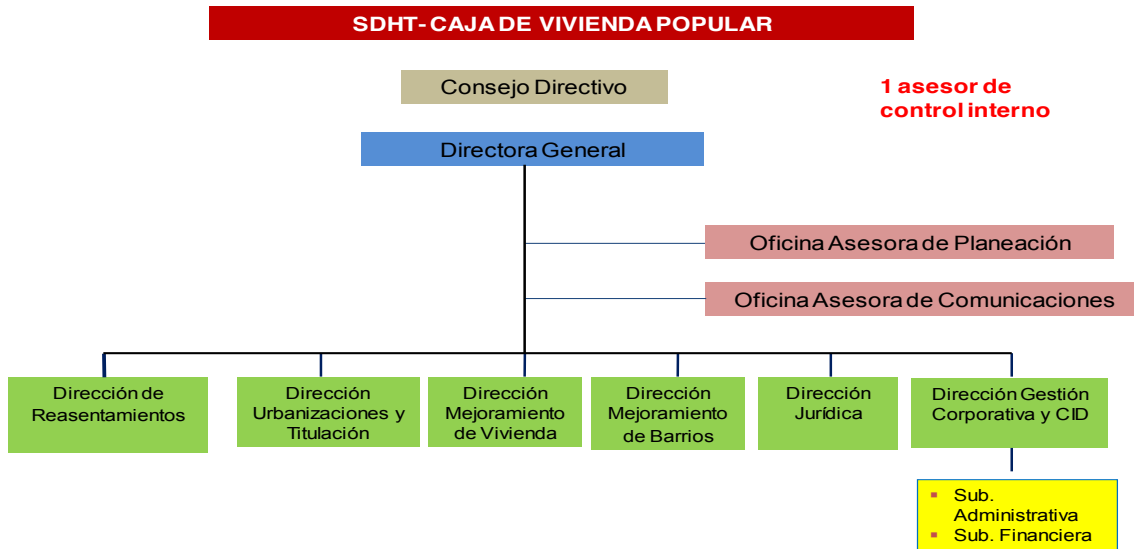 SDHT- CAJA DE VIVIENDA POPULAR
Consejo Directivo
1 asesor de
control interno
Directora General
Oficina Asesora de Planeación
Oficina Asesora de Comunicaciones
Dirección de
Reasentamientos
Dirección
Urbanizaciones y
Titulación
Dirección
Mejoramiento
de Vivienda
Dirección
Mejoramiento
de Barrios
Dirección
Jurídica
Dirección Gestión
Corporativa y CID
▪ Sub.
Administrativa
▪ Sub. Financiera